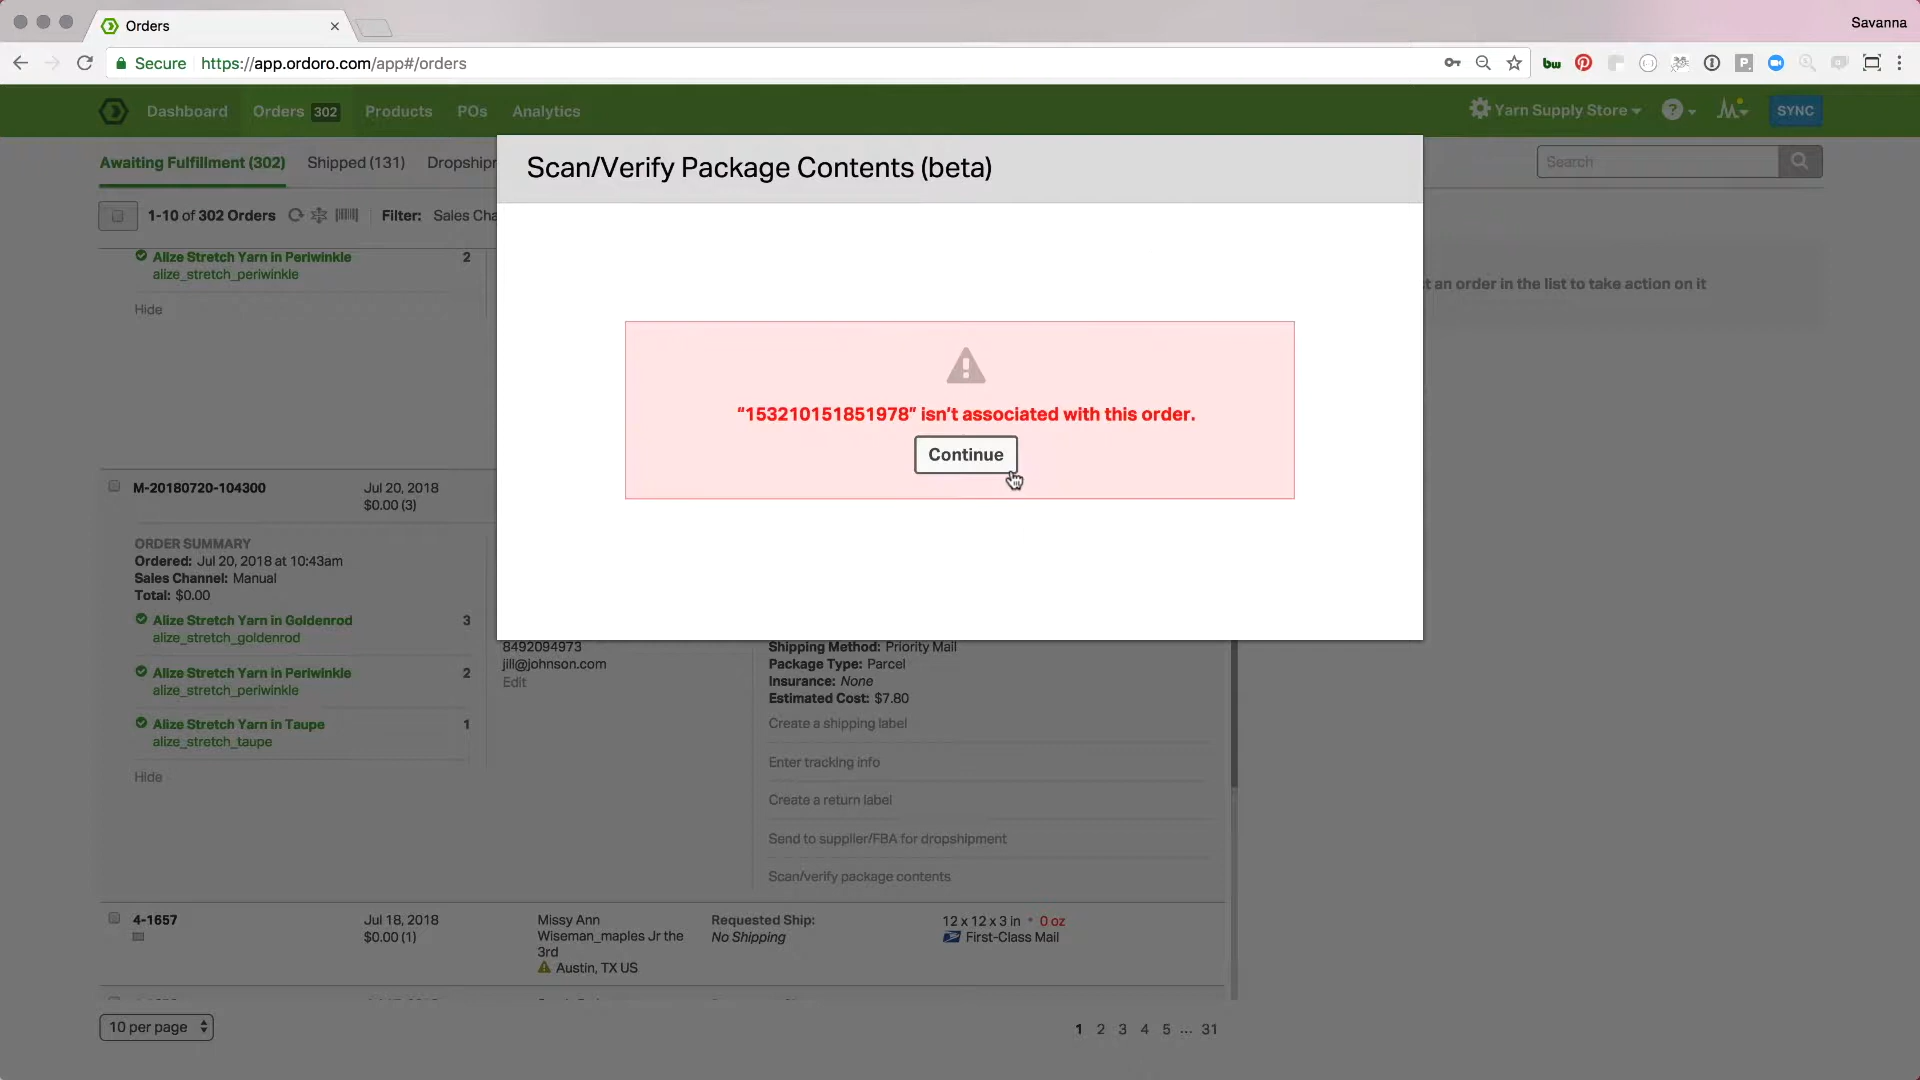 Orders
Savanna
Secure https://app.ordoro.com/app#/orders
Dashboard Orders 302 Products POs Analytics
Yarn Supply Store
SYNC
Awaiting Fulfillment (302) Shipped (131) Dropshipm
Search
1-10 of 302 Orders Filter: Sales Cha
Scan/Verify Package Contents (beta)
"153210151851978" isn't associated with this order.
Continue
Alize Stretch Yarn in Periwinkle 2
alize_stretch_periwinkle
Hide
t an order in the list to take action on it
M-20180720-104300 Jul 20, 2018
$0.00 (3)
ORDER SUMMARY
Ordered: Jul 20, 2018 at 10:43am
Sales Channel: Manual
Total: $0.00
Alize Stretch Yarn in Goldenrod 3
alize_stretch_goldenrod
Alize Stretch Yarn in Periwinkle 2
alize_stretch_periwinkle
Alize Stretch Yarn in Taupe 1
alize_stretch_taupe
Hide
8492094973
jill@johnson.com
Edit
Shipping Method: Priority Mail
Package Type: Parcel
Insurance: None
Estimated Cost: $7.80
Create a shipping label
Enter tracking info
Create a return label
Send to supplier/FBA for dropshipment
Scan/verify package contents
4-1657 Jul 18, 2018
$0.00 (1)
Missy Ann
Wiseman_maples Jr the
3rd
Austin, TX US
Requested Ship:
No Shipping
12 x 12 x 3 in • 0 oz
First-Class Mail
10 per page
1 2 3 4 5 ... 31